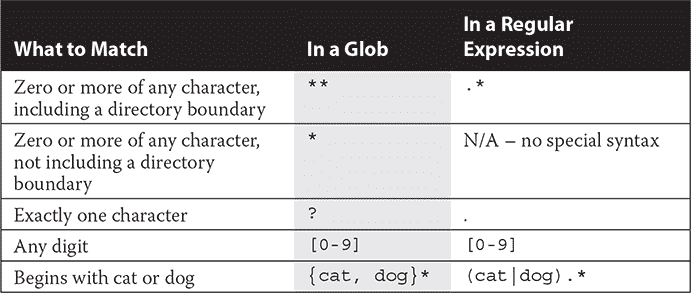 What to Match In a Glob In a Regular
Expression
Zero or more of any character, ** .*
including a directory boundary
Zero or more of any character, * N/A – no special syntax
not including a directory
boundary
Exactly one character ? .
Any digit [0-9] [0-9]
Begins with cat or dog {cat, dog}* (cat|dog).*